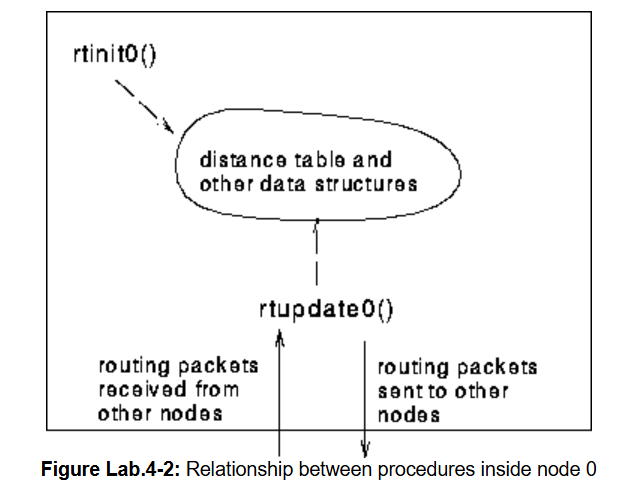 rtinit0()
distance table and
other data structures
rtupdate0()
routing packets
received from
other nodes
routing packets
sent to other
nodes
Figure Lab.4-2: Relationship between procedures inside node 0